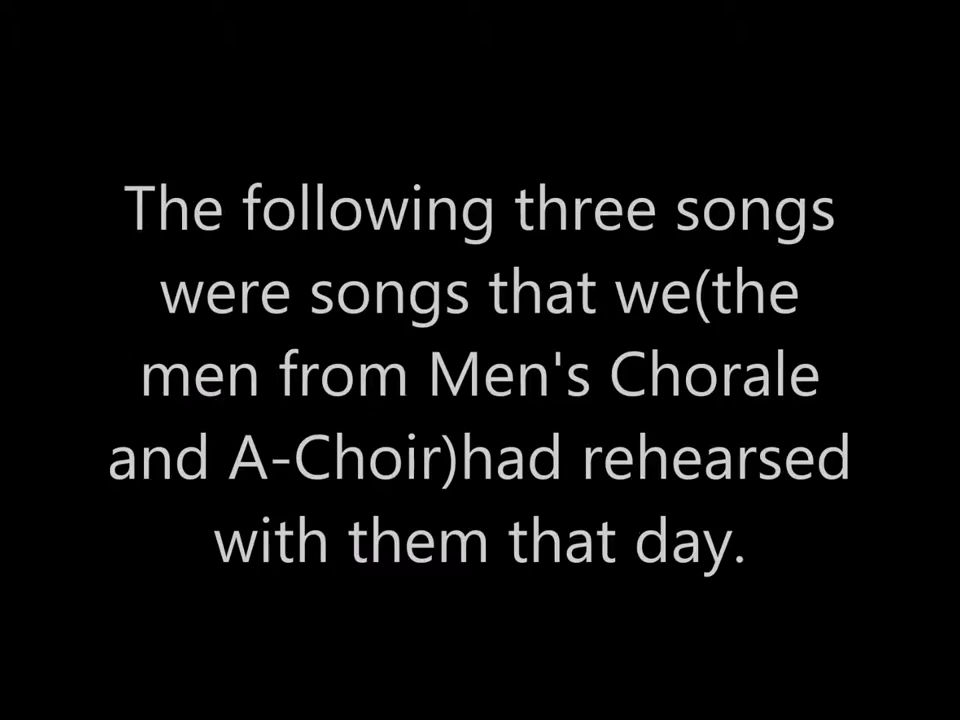 The following three songs
were songs that we(the
men from Men's Chorale
and A-Choir)had rehearsed
with them that day.